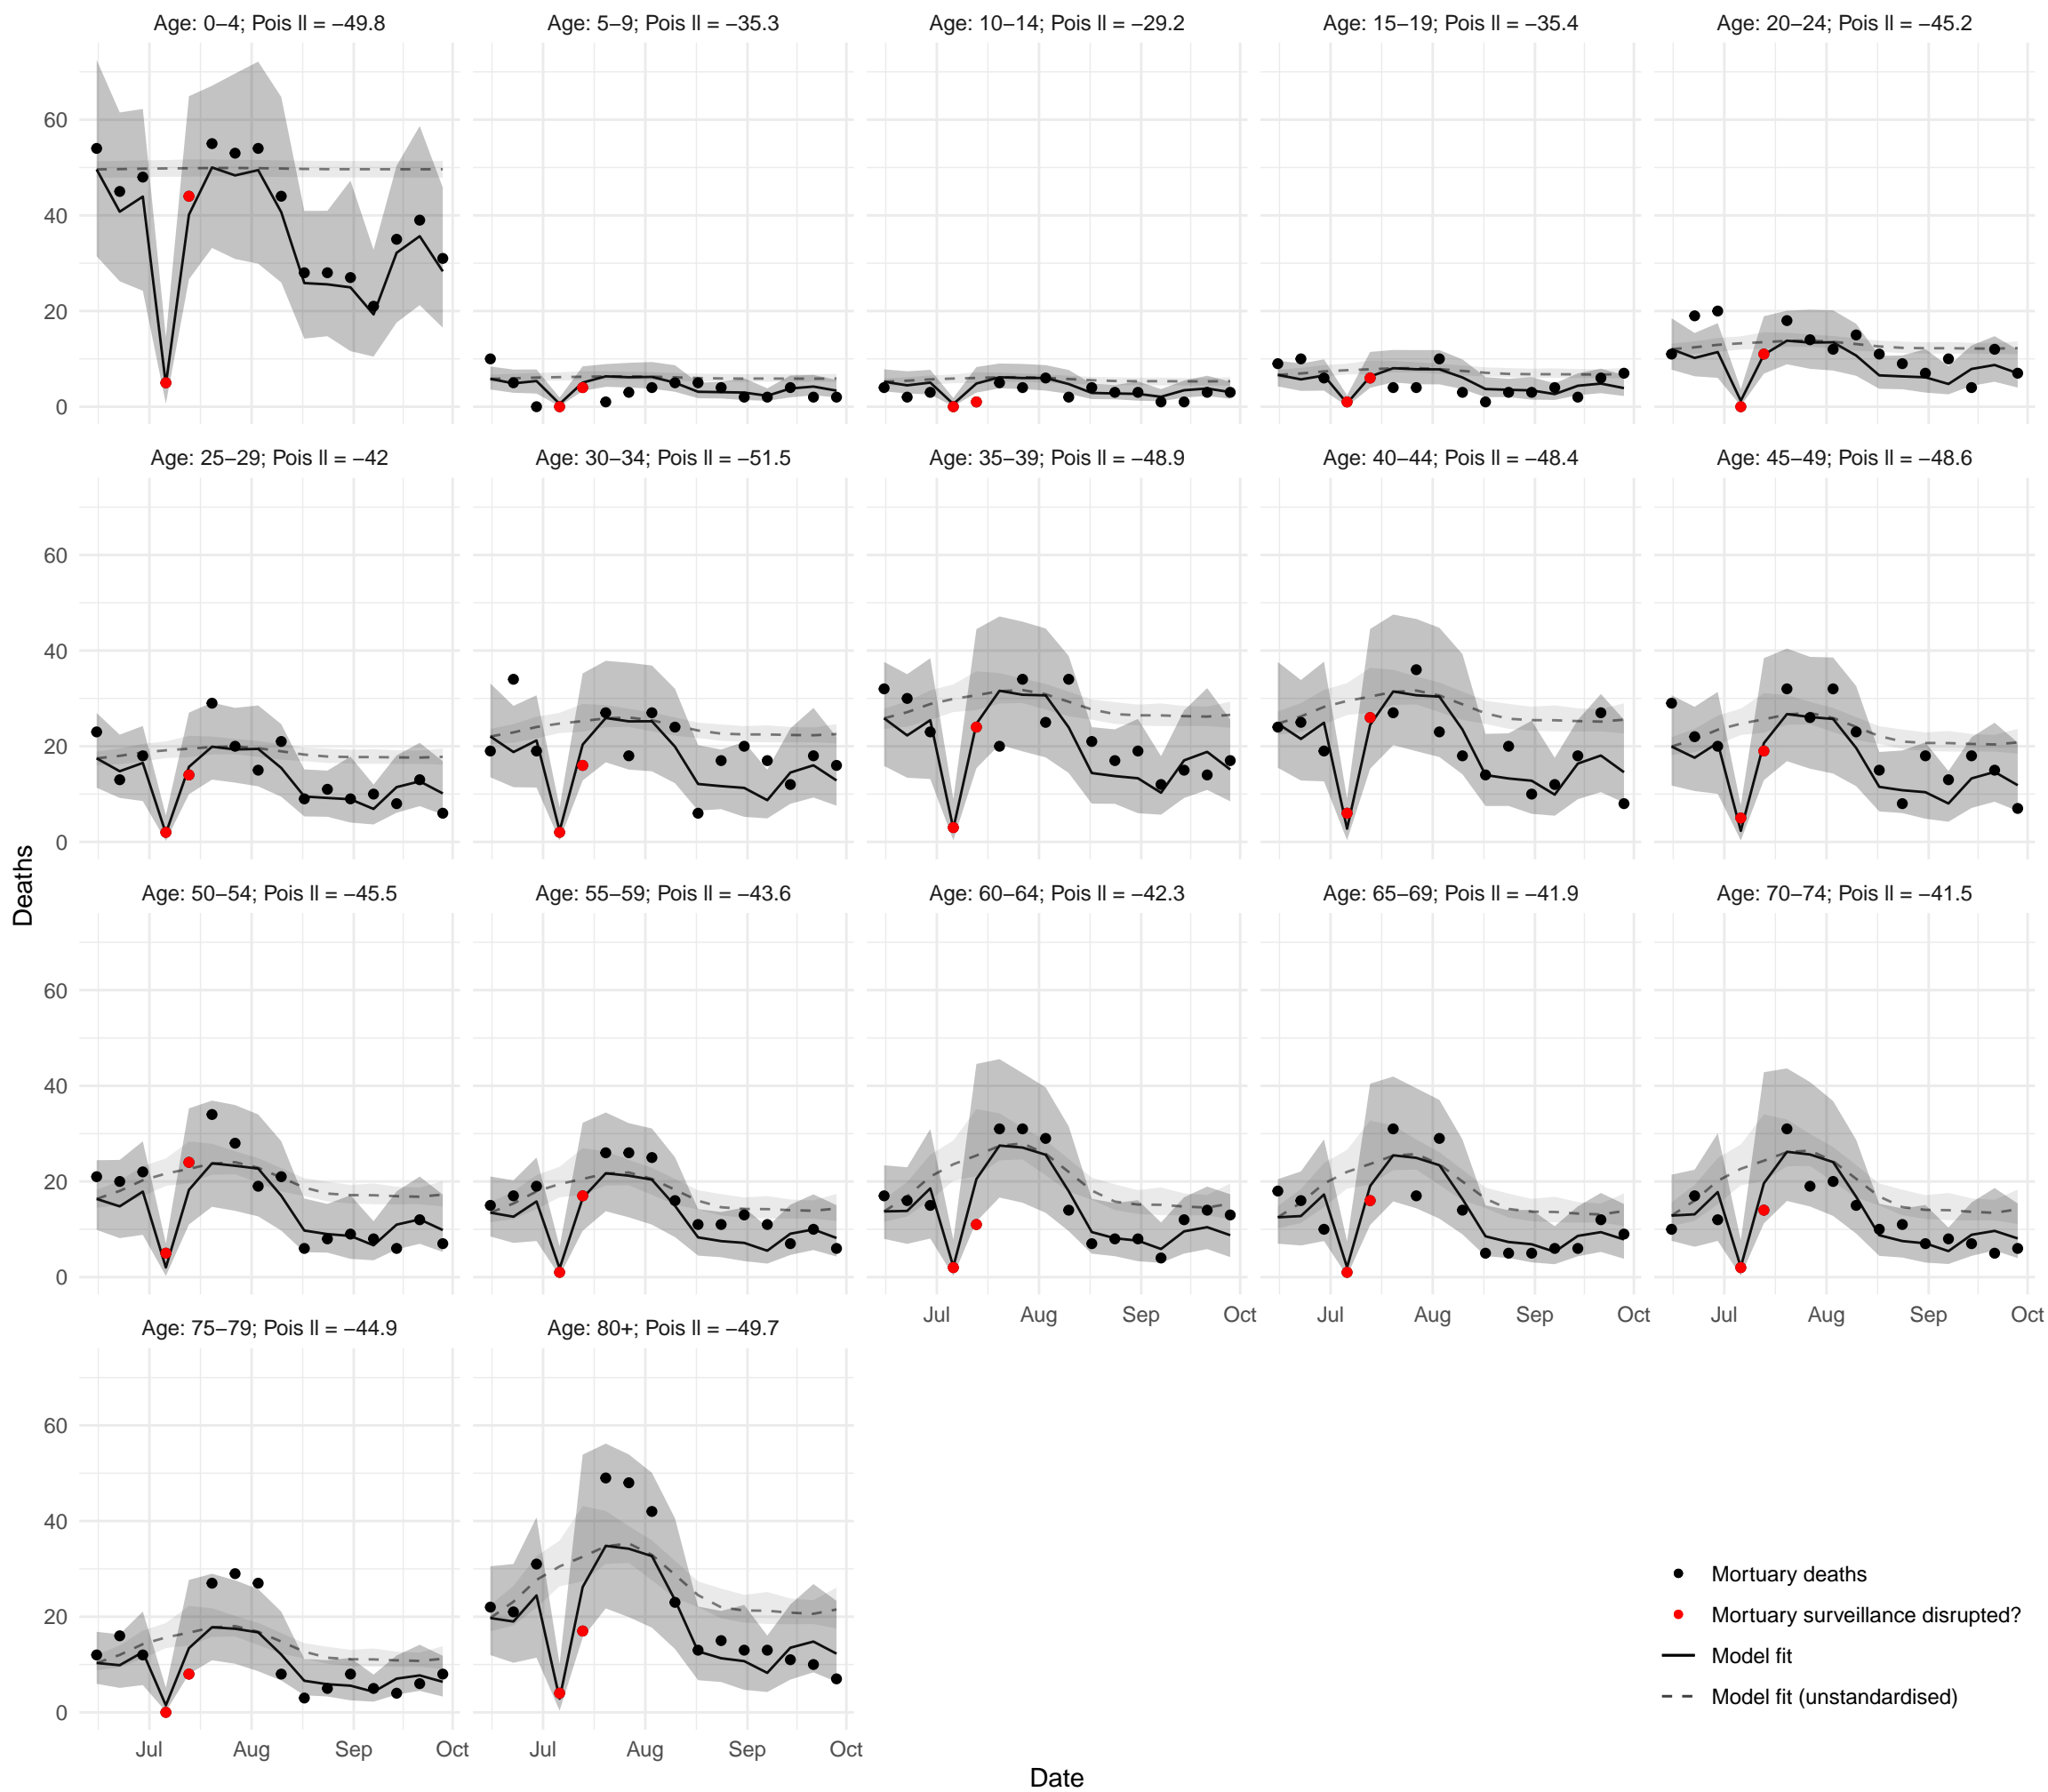 Age: 0−4; Pois ll = −49.8
Age: 5−9; Pois ll = −35.3
Age: 10−14; Pois ll = −29.2
Age: 15−19; Pois ll = −35.4
Age: 20−24; Pois ll = −45.2
60
40
20
0
Age: 25−29; Pois ll = −42
Age: 30−34; Pois ll = −51.5
Age: 35−39; Pois ll = −48.9
Age: 40−44; Pois ll = −48.4
Age: 45−49; Pois ll = −48.6
60
40
20
0
Deaths
Age: 50−54; Pois ll = −45.5
Age: 55−59; Pois ll = −43.6
Age: 60−64; Pois ll = −42.3
Age: 65−69; Pois ll = −41.9
Age: 70−74; Pois ll = −41.5
60
40
20
0
Jul Aug Sep Oct
Jul Aug Sep Oct
Jul Aug Sep Oct
Age: 75−79; Pois ll = −44.9
Age: 80+; Pois ll = −49.7
60
40
20
0
Jul Aug Sep Oct
Jul Aug Sep Oct
Mortuary deaths
Mortuary surveillance disrupted?
Model fit
Model fit (unstandardised)
Date